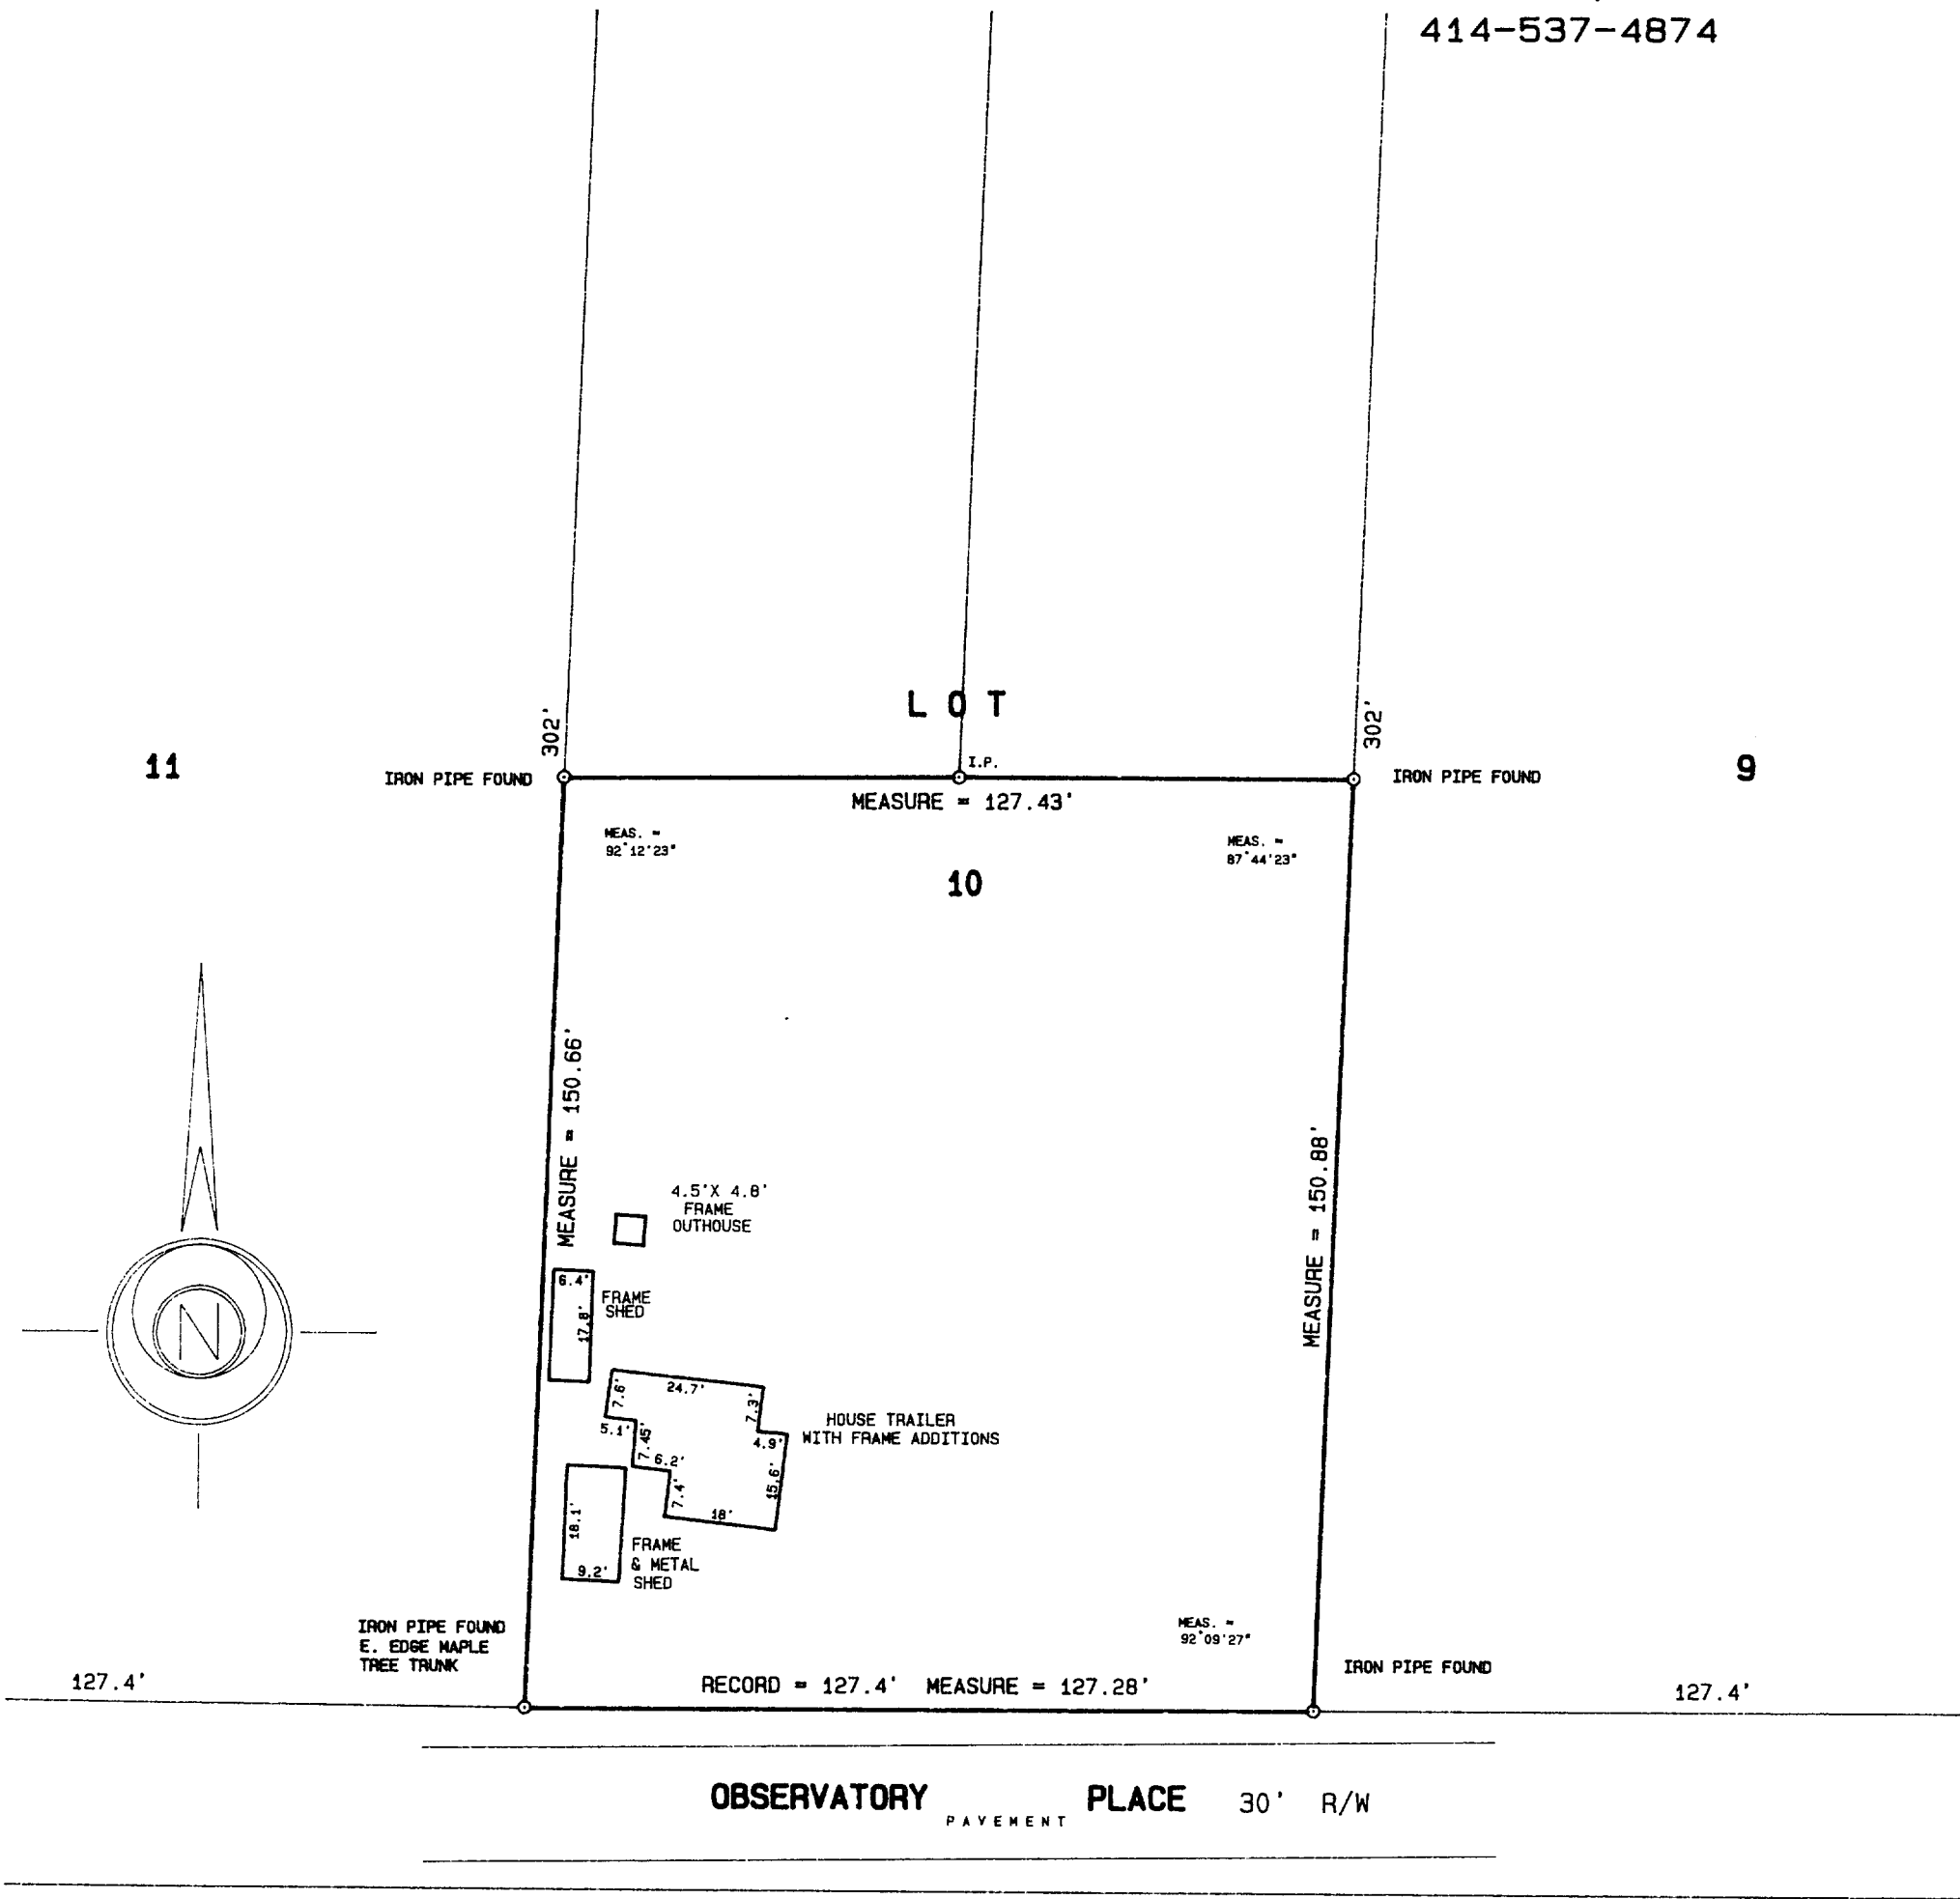 414-537-4874
L O T
302'
302'
11
IRON PIPE FOUND
I.P.
IRON PIPE FOUND
9
MEASURE = 127.43'
MEAS. =
92°12'23"
MEAS. =
87°44'23"
10
MEASURE = 150.66'
MEASURE = 150.88'
4.5'X 4.8'
FRAME
OUTHOUSE
6.4'
17.8'
FRAME
SHED
N
24.7'
7.6'
7.3'
5.1'
7.45'
4.9'
6.2'
7.4'
15.6'
18'
HOUSE TRAILER
WITH FRAME ADDITIONS
18.1'
9.2'
FRAME
& METAL
SHED
IRON PIPE FOUND
E. EDGE MAPLE
TREE TRUNK
MEAS. =
92°09'27"
IRON PIPE FOUND
127.4'
RECORD = 127.4' MEASURE = 127.28'
127.4'
OBSERVATORY PLACE 30' R/W
PAVEMENT